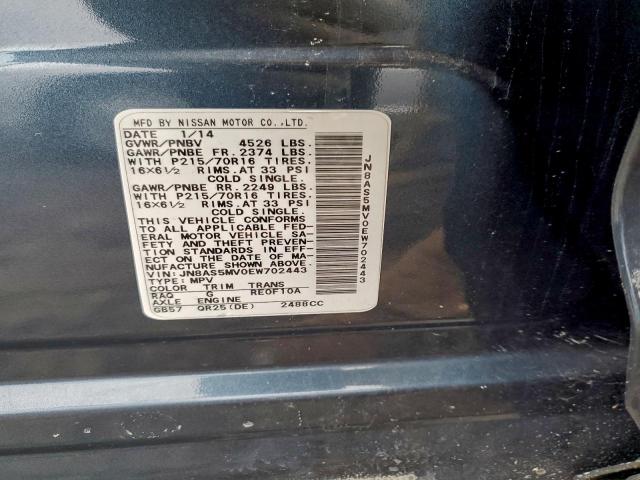 MFD BY NISSAN MOTOR CO.,LTD.
DATE 1/14
GVWR/PNBV 4526 LBS.
GAWR/PNBE FR. 2374 LBS.
WITH P215/70R16 TIRES.
16×6½ RIMS. AT 33 PSI
COLD SINGLE.
GAWR/PNBE RR. 2249 LBS.
WITH P215/70R16 TIRES.
16×6½ RIMS. AT 33 PSI
COLD SINGLE.
THIS VEHICLE CONFORMS
TO ALL APPLICABLE FED-
ERAL MOTOR VEHICLE SA-
FETY AND THEFT PREVEN-
TION STANDARDS IN EFF-
ECT ON THE DATE OF MA-
NUFACTURE SHOWN ABOVE.
VIN: JN8AS5MV0EW702443
TYPE: MPV
COLOR TRIM TRANS
RAQ G RE0F10A
AXLE ENGINE
GB57 QR25(DE) 2488CC
JN8AS5MV0EW702443